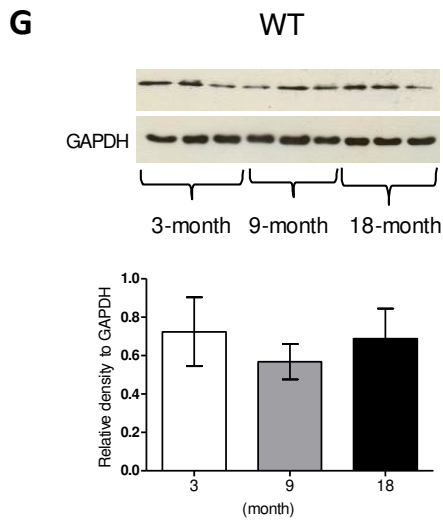 G
WT
GAPDH
3-month 9-month 18-month
Relative density to GAPDH
1.0
0.8
0.6
0.4
0.2
0.0
3 9 18
(month)